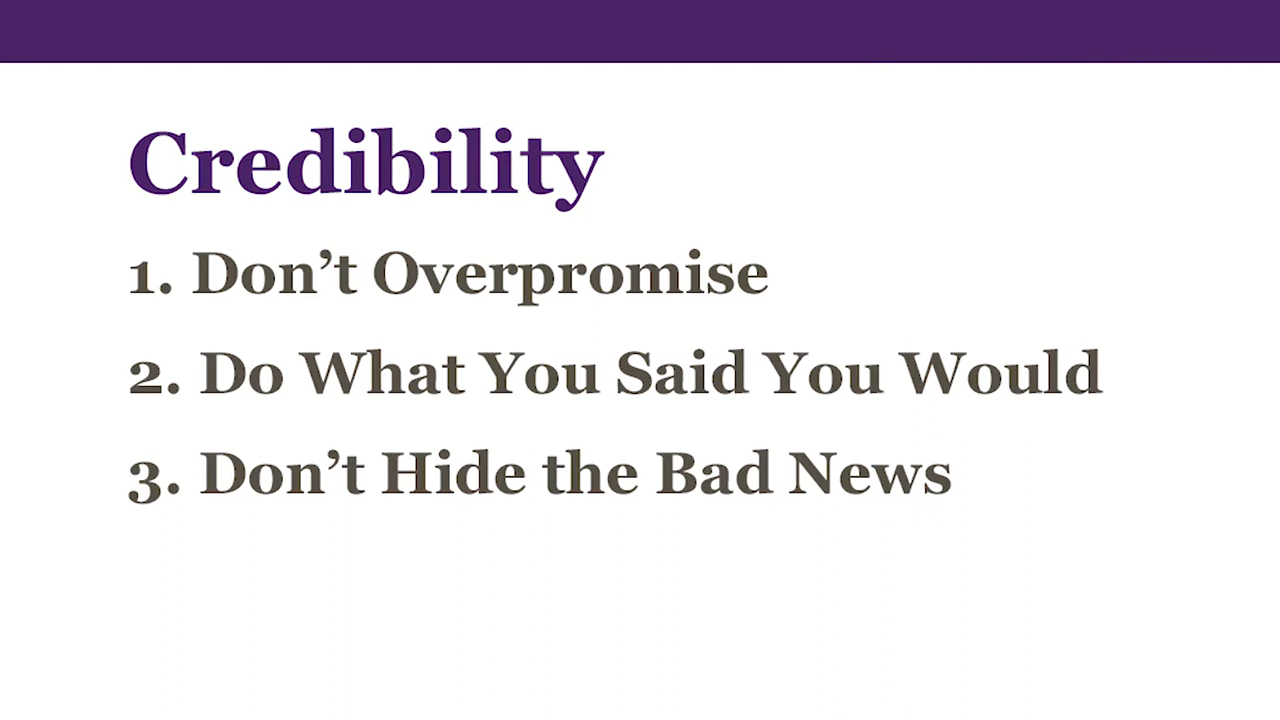 Credibility
1. Don’t Overpromise
2. Do What You Said You Would
3. Don’t Hide the Bad News